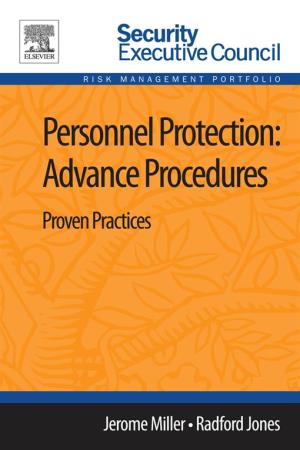 Security
Executive Council
ELSEVIER
RISK MANAGEMENT PORTFOLIO
Personnel Protection:
Advance Procedures
Proven Practices
Jerome Miller • Radford Jones